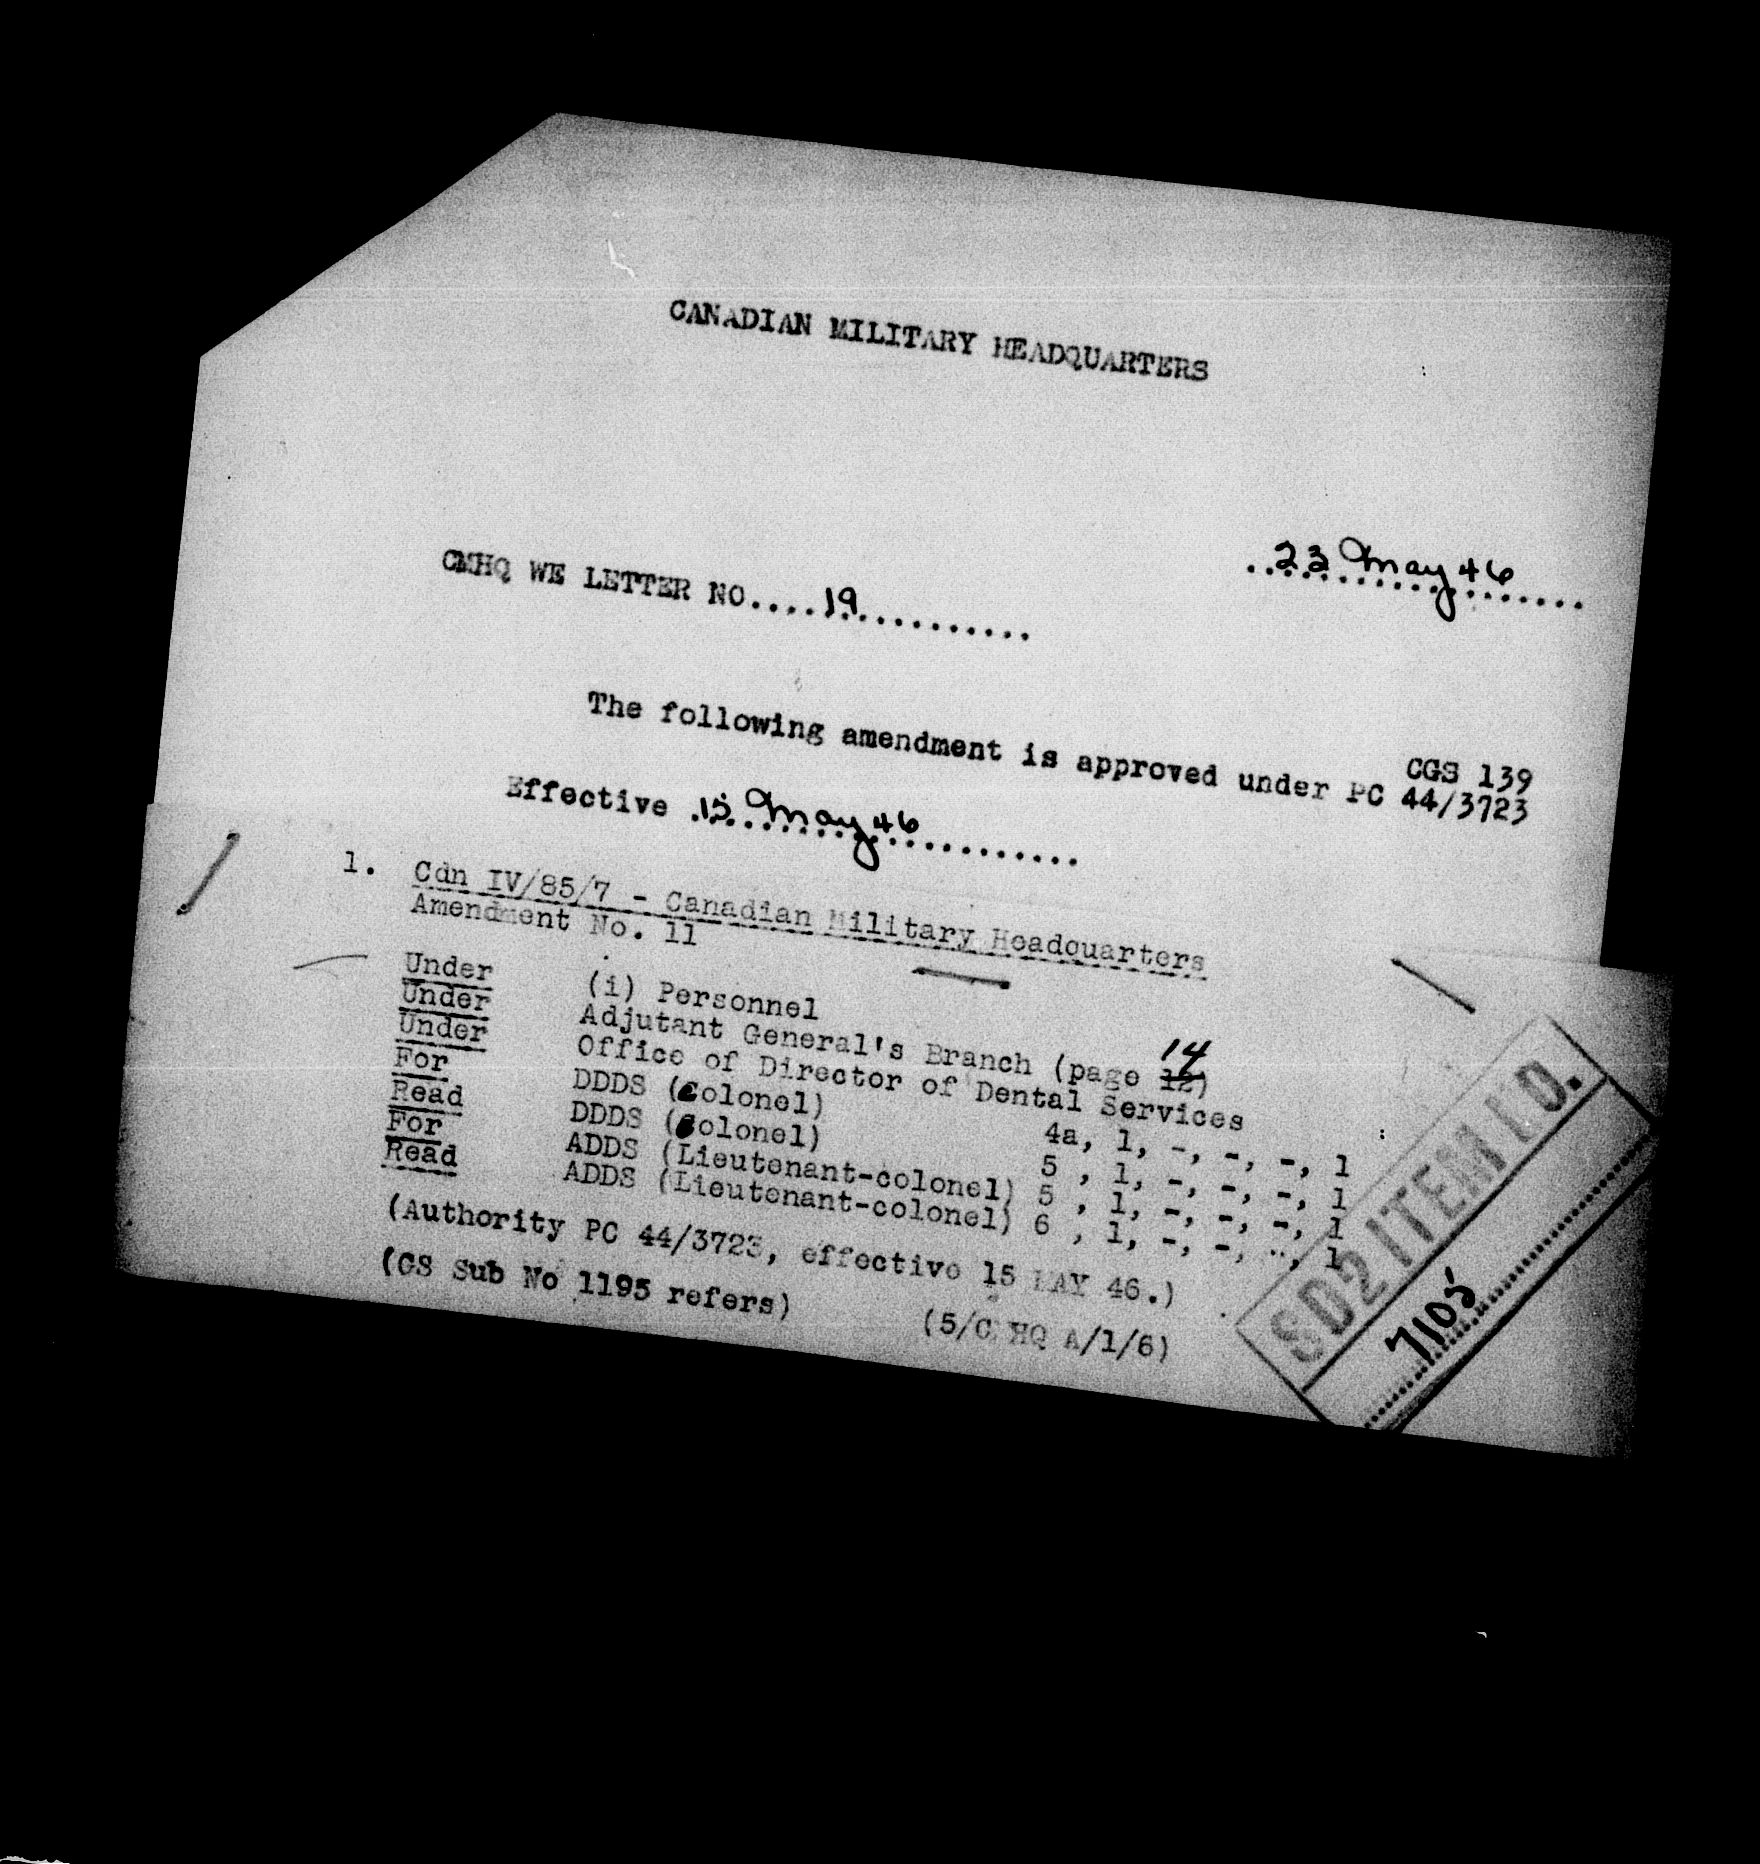 CANADIAN MILITARY HEADQUARTERS
..23 May 46...............
CMHQ WE LETTER NO....19............
The following amendment is approved under PC 44/3723
CGS 139
Effective .15 May 46..................
1. Cdn IV/85/7 - Canadian Military Headquarters
Amendment No. 11
Under (i) Personnel
Under Adjutant General's Branch (page 12) 14
Under Office of Director of Dental Services
For DDDS (Colonel) 4a, 1, -, -, -, 1
Read DDDS (Colonel) 5 , 1, -, -, -, 1
For ADDS (Lieutenant-colonel) 5 , 1, -, -, -, 1
Read ADDS (Lieutenant-colonel) 6 , 1, -, -, -, 1
(Authority PC 44/3723, effective 15 MAY 46.)
(GS Sub No 1195 refers)
(5/CMHQ A/1/6)
SD2 ITEM I D.
7105